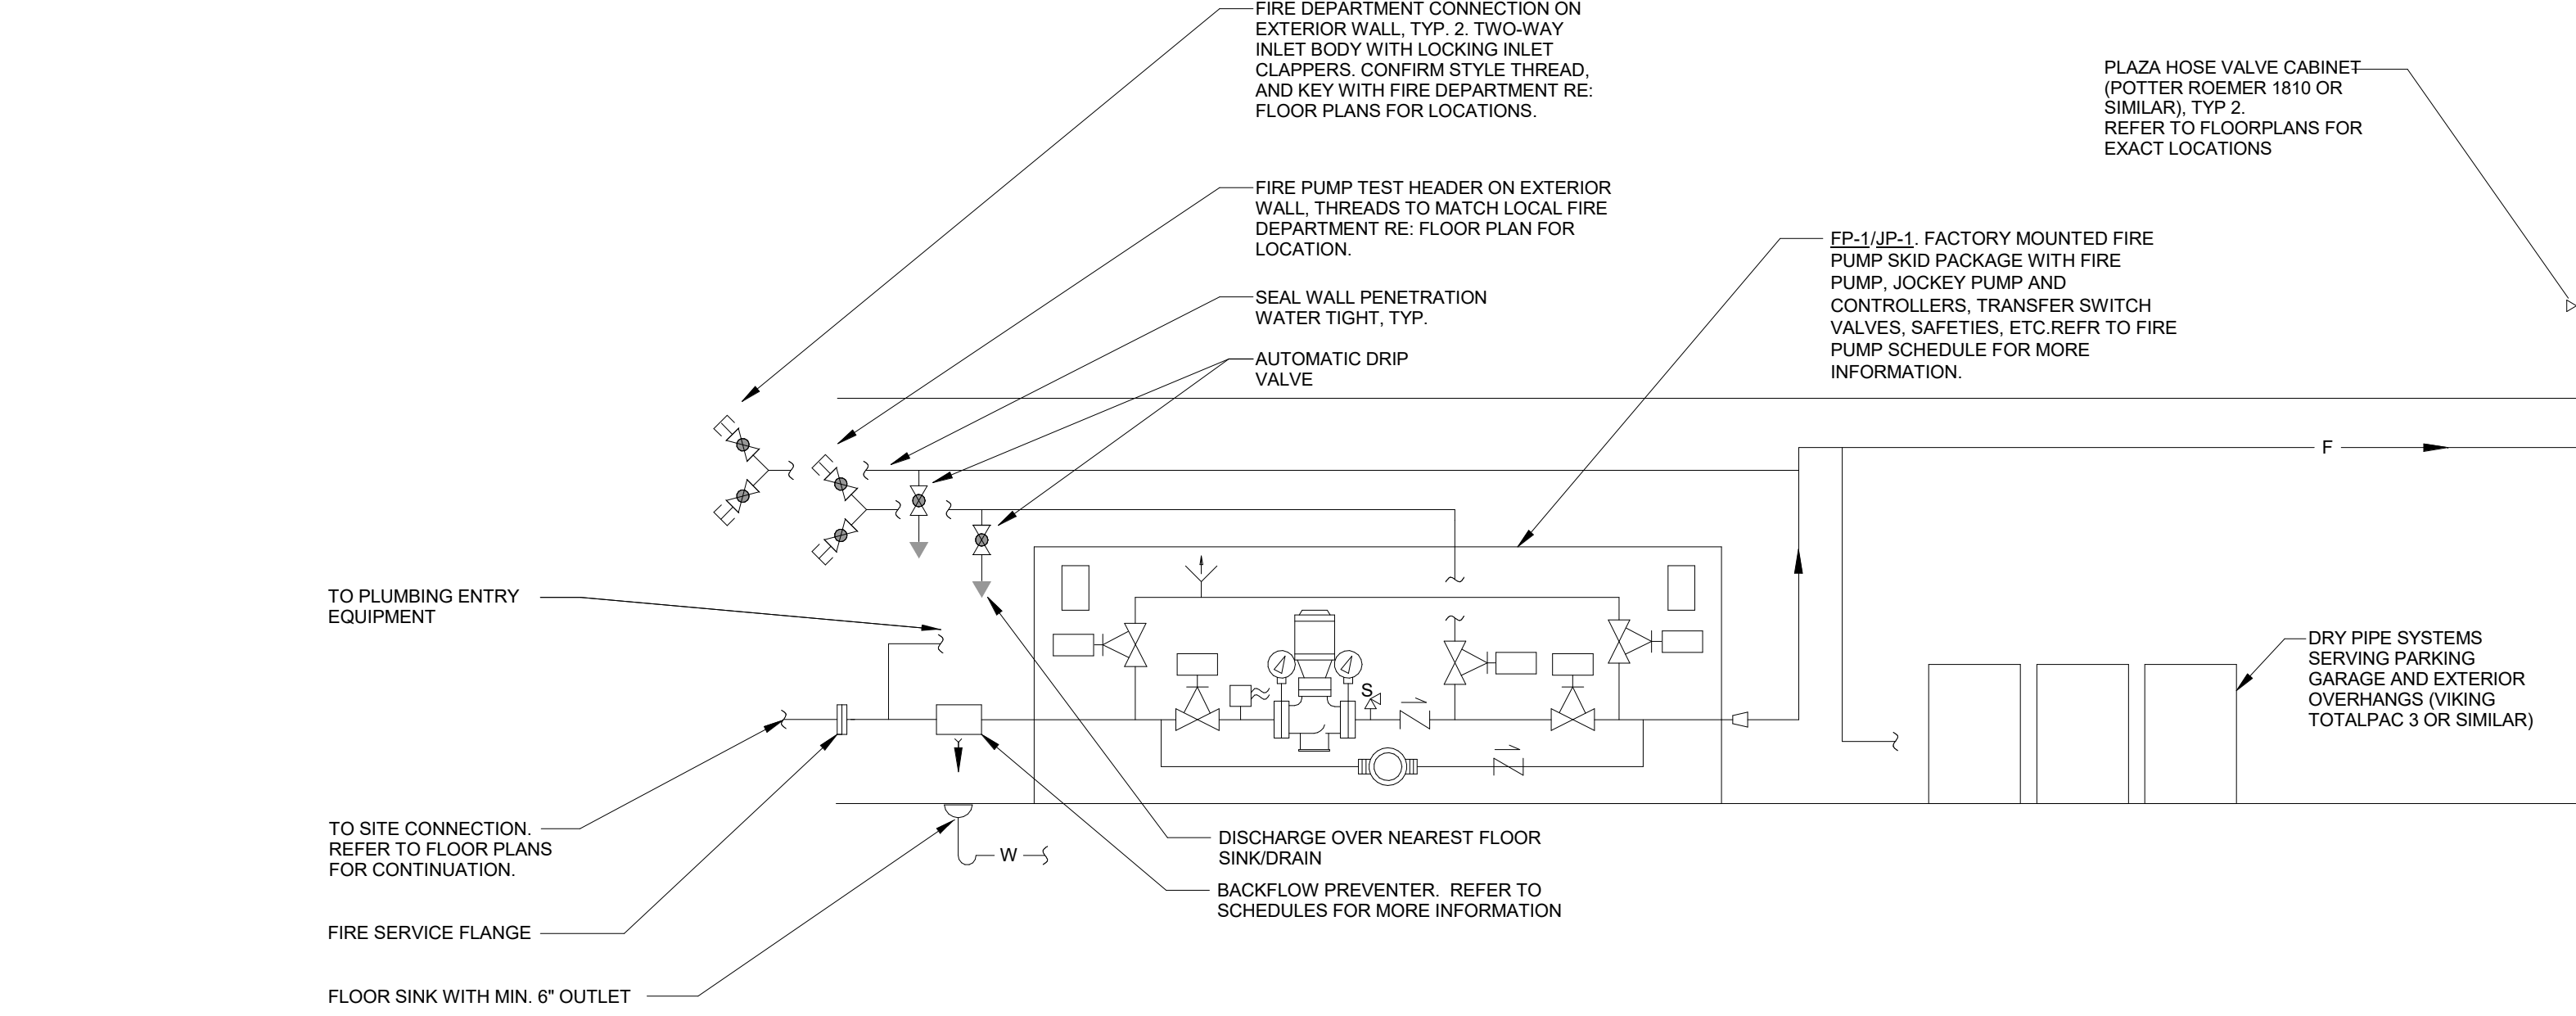 FIRE DEPARTMENT CONNECTION ON
EXTERIOR WALL, TYP. 2. TWO-WAY
INLET BODY WITH LOCKING INLET
CLAPPERS. CONFIRM STYLE THREAD,
AND KEY WITH FIRE DEPARTMENT RE:
FLOOR PLANS FOR LOCATIONS.
PLAZA HOSE VALVE CABINET
(POTTER ROEMER 1810 OR
SIMILAR), TYP 2.
REFER TO FLOORPLANS FOR
EXACT LOCATIONS
FIRE PUMP TEST HEADER ON EXTERIOR
WALL, THREADS TO MATCH LOCAL FIRE
DEPARTMENT RE: FLOOR PLAN FOR
LOCATION.
FP-1/JP-1. FACTORY MOUNTED FIRE
PUMP SKID PACKAGE WITH FIRE
PUMP, JOCKEY PUMP AND
CONTROLLERS, TRANSFER SWITCH
VALVES, SAFETIES, ETC.REFR TO FIRE
PUMP SCHEDULE FOR MORE
INFORMATION.
SEAL WALL PENETRATION
WATER TIGHT, TYP.
AUTOMATIC DRIP
VALVE
F
TO PLUMBING ENTRY
EQUIPMENT
S
DRY PIPE SYSTEMS
SERVING PARKING
GARAGE AND EXTERIOR
OVERHANGS (VIKING
TOTALPAC 3 OR SIMILAR)
TO SITE CONNECTION.
REFER TO FLOOR PLANS
FOR CONTINUATION.
W
DISCHARGE OVER NEAREST FLOOR
SINK/DRAIN
BACKFLOW PREVENTER.  REFER TO
SCHEDULES FOR MORE INFORMATION
FIRE SERVICE FLANGE
FLOOR SINK WITH MIN. 6" OUTLET